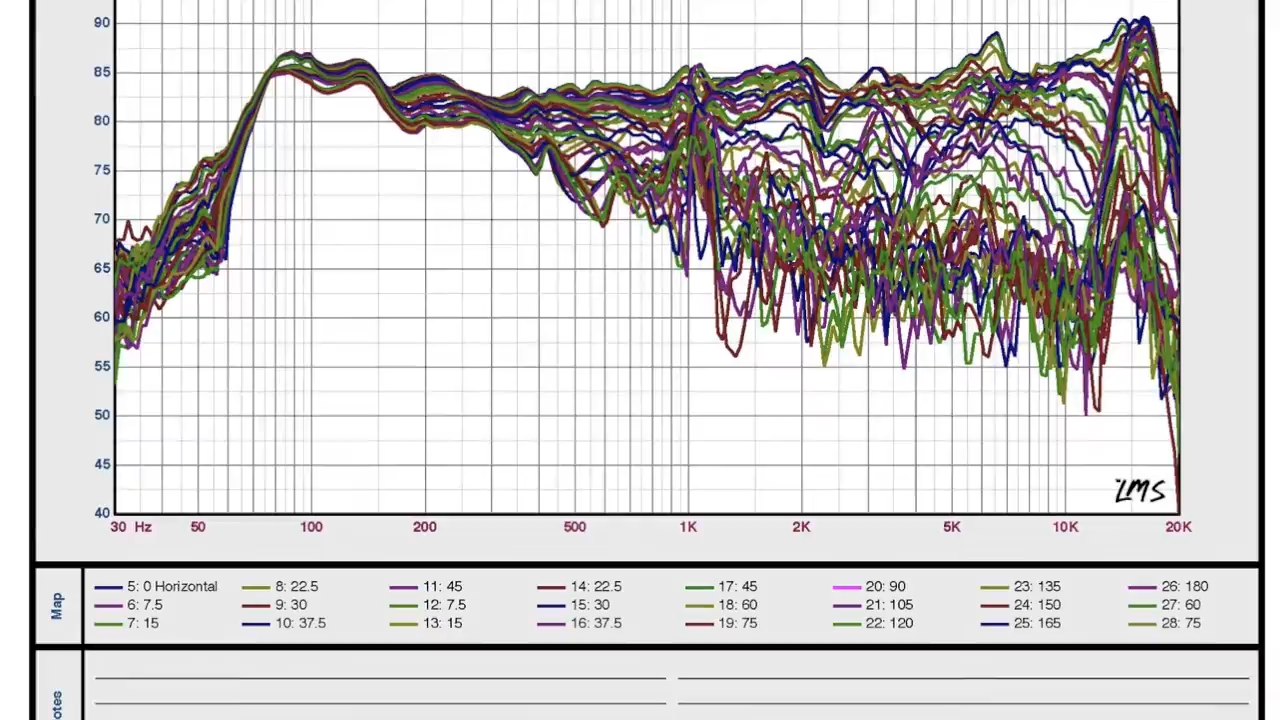 90
85
80
75
70
65
60
55
50
45
40
LMS
30 Hz 50 100 200 500 1K 2K 5K 10K 20K
Map
5: 0 Horizontal 8: 22.5 11: 45 14: 22.5 17: 45 20: 90 23: 135 26: 180
6: 7.5 9: 30 12: 7.5 15: 30 18: 60 21: 105 24: 150 27: 60
7: 15 10: 37.5 13: 15 16: 37.5 19: 75 22: 120 25: 165 28: 75
otes